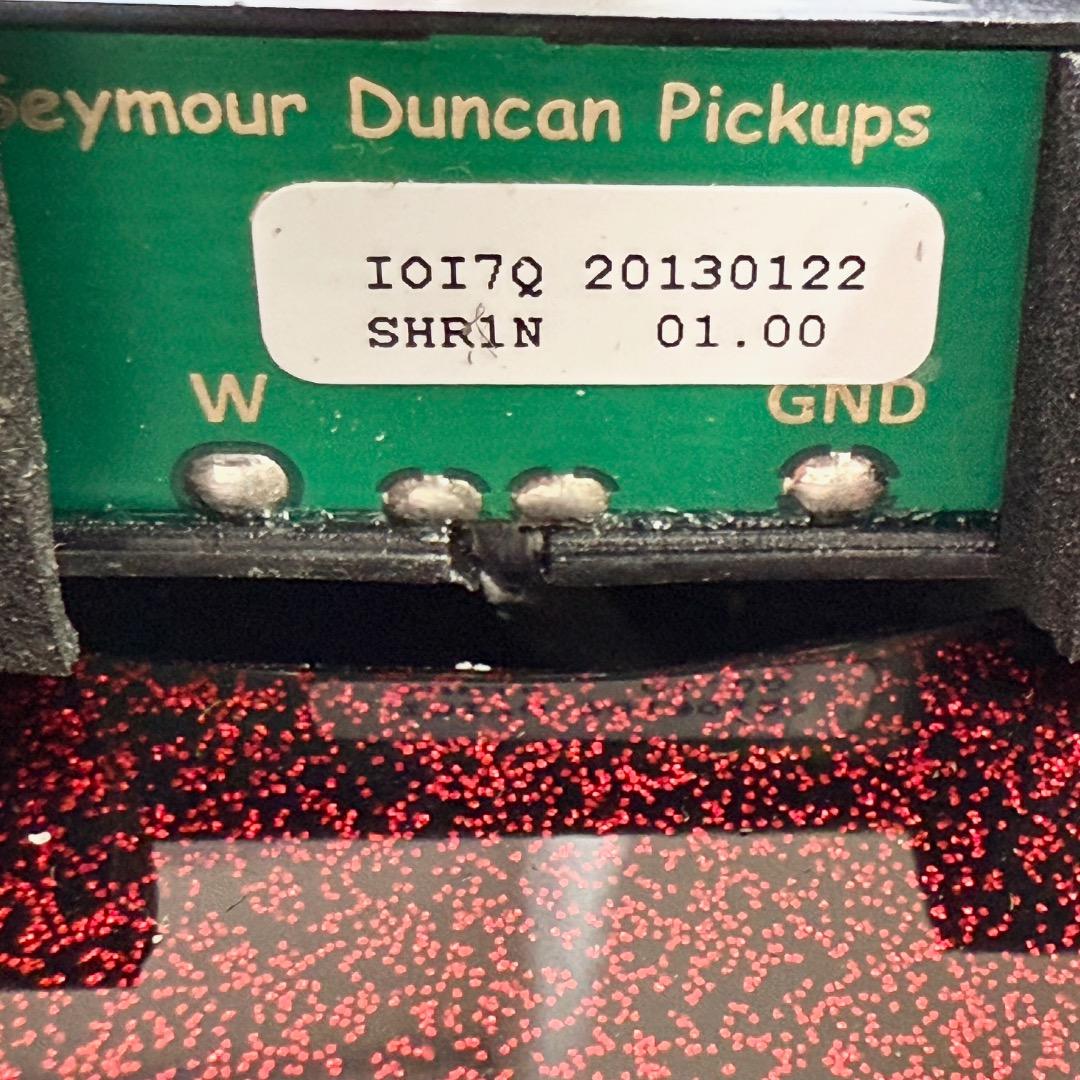 Seymour Duncan Pickups
IOI7Q 20130122
SHR1N 01.00
W GND